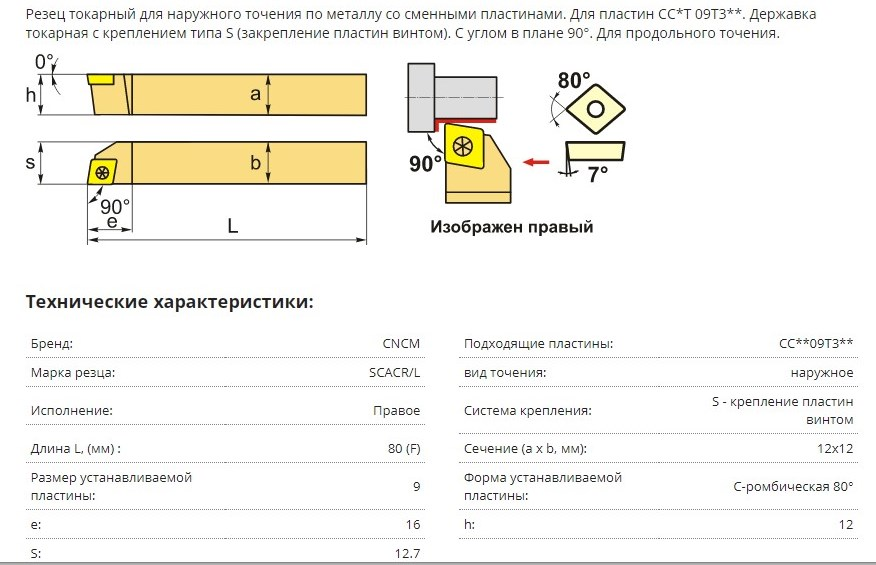 Резец токарный для наружного точения по металлу со сменными пластинами. Для пластин CC*T 09T3**. Державка
токарная с креплением типа S (закрепление пластин винтом). С углом в плане 90°. Для продольного точения.
0°
h
a
s
b
90°
e
L
90°
80°
7°
Изображен правый
Технические характеристики:
Бренд: CNCM
Марка резца: SCACR/L
Исполнение: Правое
Длина L, (мм) : 80 (F)
Размер устанавливаемой
пластины: 9
e: 16
S: 12.7
Подходящие пластины: CC**09T3**
вид точения: наружное
Система крепления: S - крепление пластин
винтом
Сечение (a x b, мм): 12x12
Форма устанавливаемой
пластины: C-ромбическая 80°
h: 12